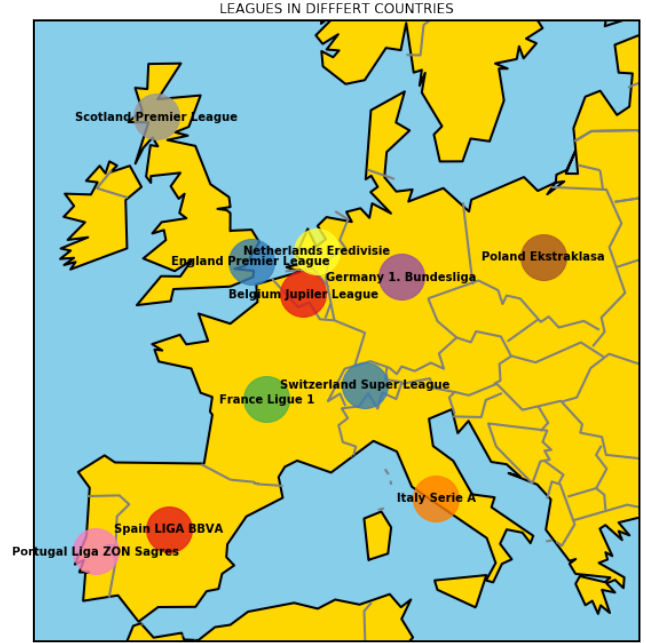 LEAGUES IN DIFFFERT COUNTRIES
Scotland Premier League
Netherlands Eredivisie
England Premier League
Poland Ekstraklasa
Germany 1. Bundesliga
Belgium Jupiler League
Switzerland Super League
France Ligue 1
Italy Serie A
Spain LIGA BBVA
Portugal Liga ZON Sagres